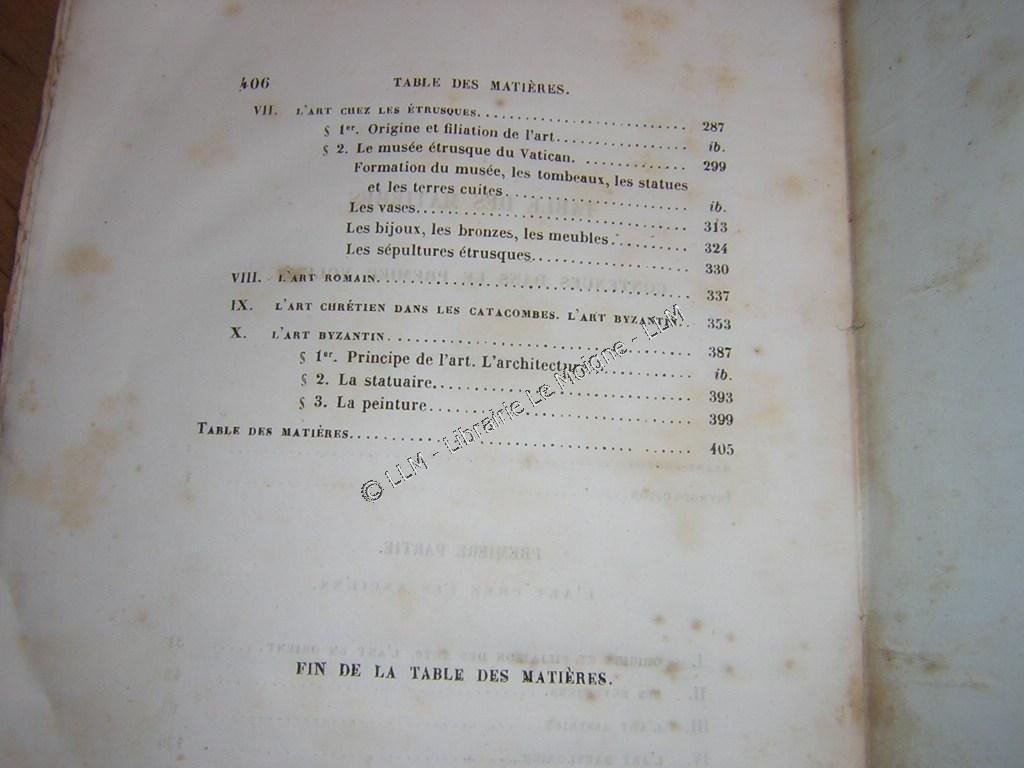 406 TABLE DES MATIÈRES.
VII. L'ART CHEZ LES ÉTRUSQUES. 287
§ 1er. Origine et filiation de l'art. ib.
§ 2. Le musée étrusque du Vatican. 299
Formation du musée, les tombeaux, les statues
et les terres cuites. ib.
Les vases. 313
Les bijoux, les bronzes, les meubles. 324
Les sépultures étrusques. 330
VIII. L'ART ROMAIN. 337
IX. L'ART CHRÉTIEN DANS LES CATACOMBES. L'ART BYZANTIN. 353
X. L'ART BYZANTIN. 387
§ 1er. Principe de l'art. L'architecture. ib.
§ 2. La statuaire. 393
§ 3. La peinture. 399
TABLE DES MATIÈRES. 405
© LLM - Librairie Le Moigne - LLM
FIN DE LA TABLE DES MATIÈRES.